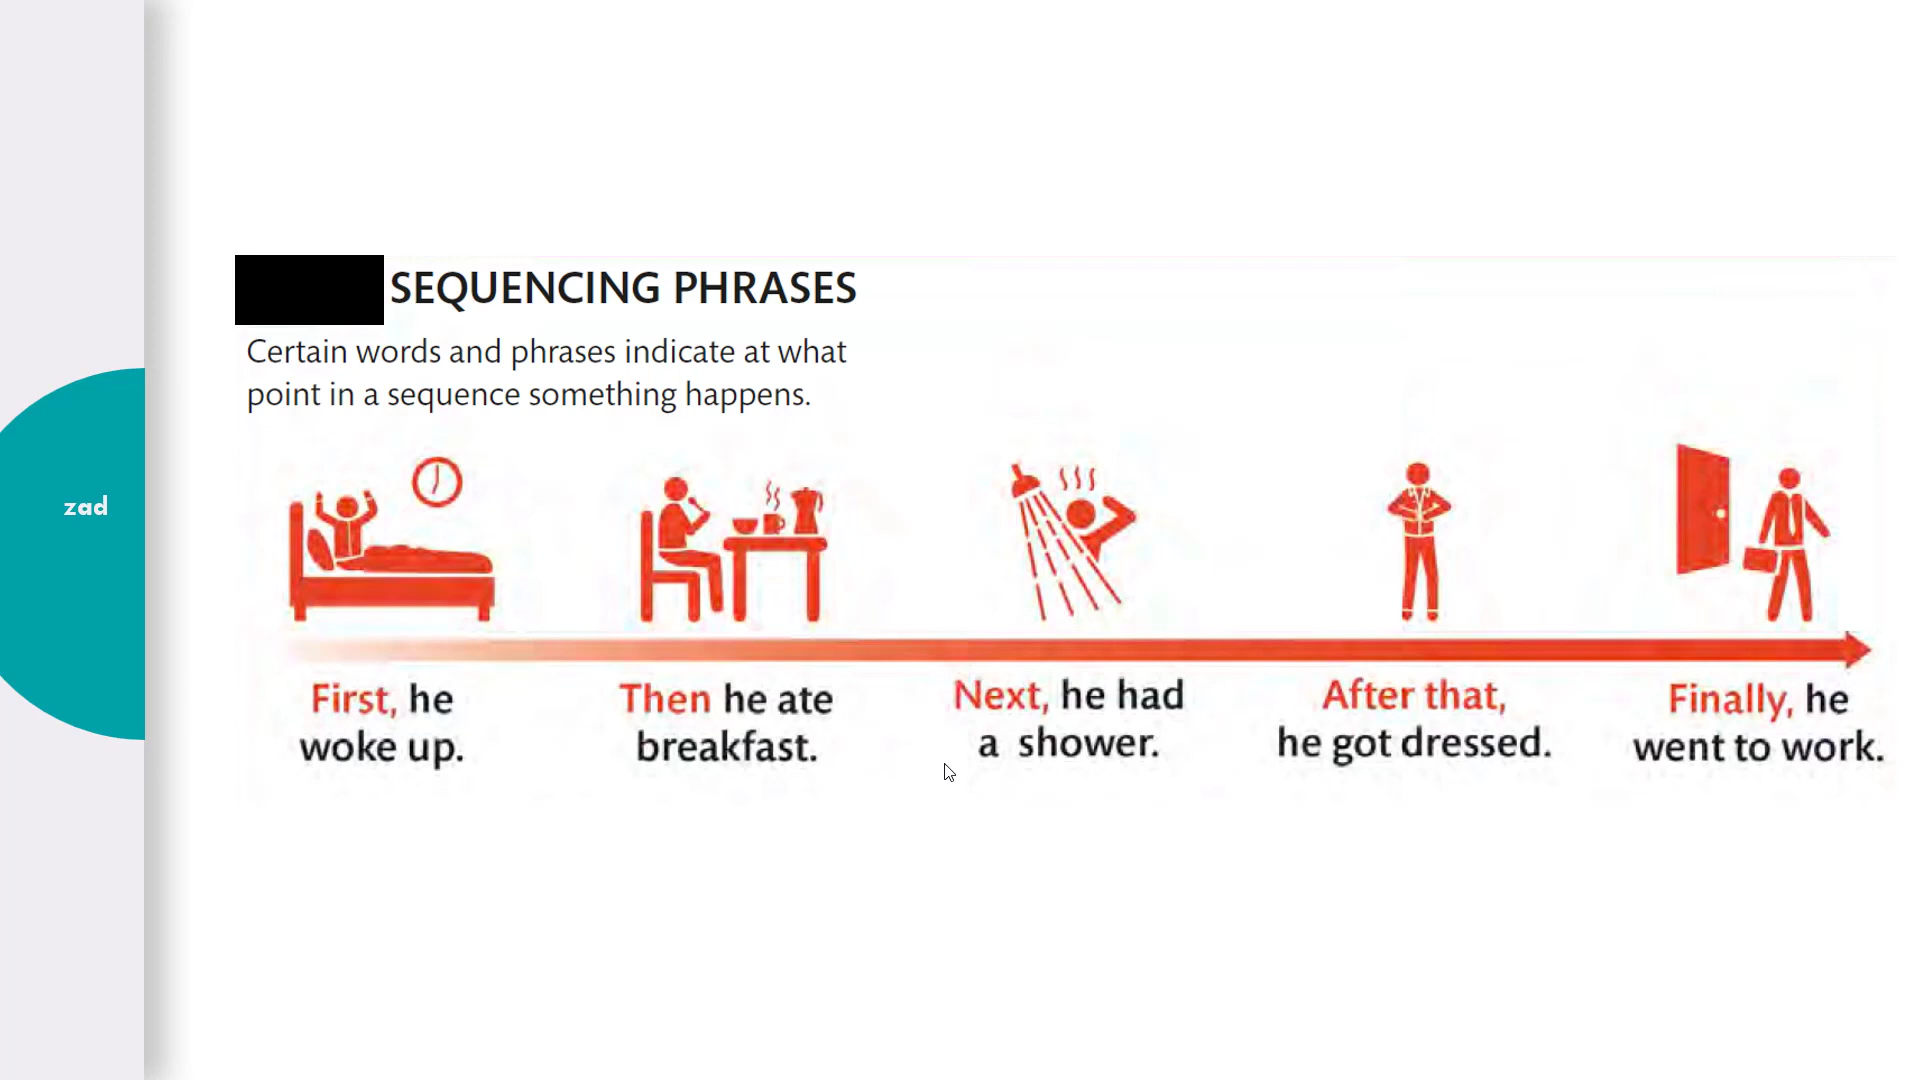 SEQUENCING PHRASES
Certain words and phrases indicate at what
point in a sequence something happens.
zad
First, he
woke up.
Then he ate
breakfast.
Next, he had
a shower.
After that,
he got dressed.
Finally, he
went to work.